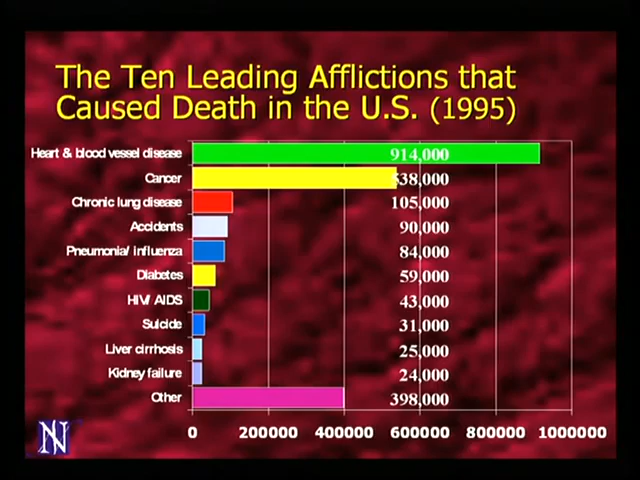 The Ten Leading Afflictions that
Caused Death in the U.S. (1995)
Heart & blood vessel disease 914,000
Cancer 538,000
Chronic lung disease 105,000
Accidents 90,000
Pneumonia/ influenza 84,000
Diabetes 59,000
HIV/ AIDS 43,000
Suicide 31,000
Liver cirrhosis 25,000
Kidney failure 24,000
Other 398,000
0 200000 400000 600000 800000 1000000
N